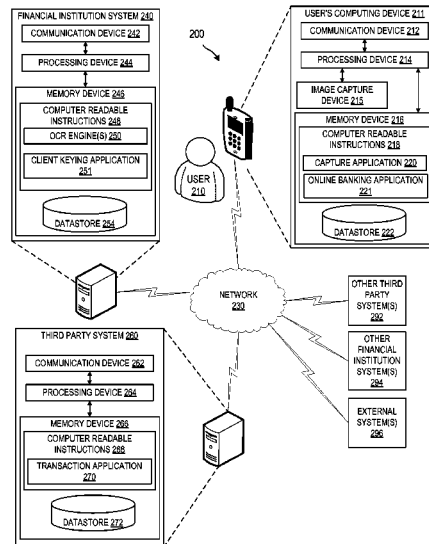 FINANCIAL INSTITUTION SYSTEM 240
COMMUNICATION DEVICE 242
PROCESSING DEVICE 244
MEMORY DEVICE 246
COMPUTER READABLE
INSTRUCTIONS 248
OCR ENGINE(S) 250
CLIENT KEYING APPLICATION
251
DATASTORE 254
200
USER
210
USER'S COMPUTING DEVICE 211
COMMUNICATION DEVICE 212
PROCESSING DEVICE 214
IMAGE CAPTURE
DEVICE
215
MEMORY DEVICE 216
COMPUTER READABLE
INSTRUCTIONS 218
CAPTURE APPLICATION 220
ONLINE BANKING APPLICATION
221
DATASTORE 222
NETWORK
230
OTHER THIRD
PARTY
SYSTEM(S)
292
OTHER
FINANCIAL
INSTITUTION
SYSTEM(S)
294
EXTERNAL
SYSTEM(S)
296
THIRD PARTY SYSTEM 260
COMMUNICATION DEVICE 262
PROCESSING DEVICE 264
MEMORY DEVICE 266
COMPUTER READABLE
INSTRUCTIONS 268
TRANSACTION APPLICATION
270
DATASTORE 272